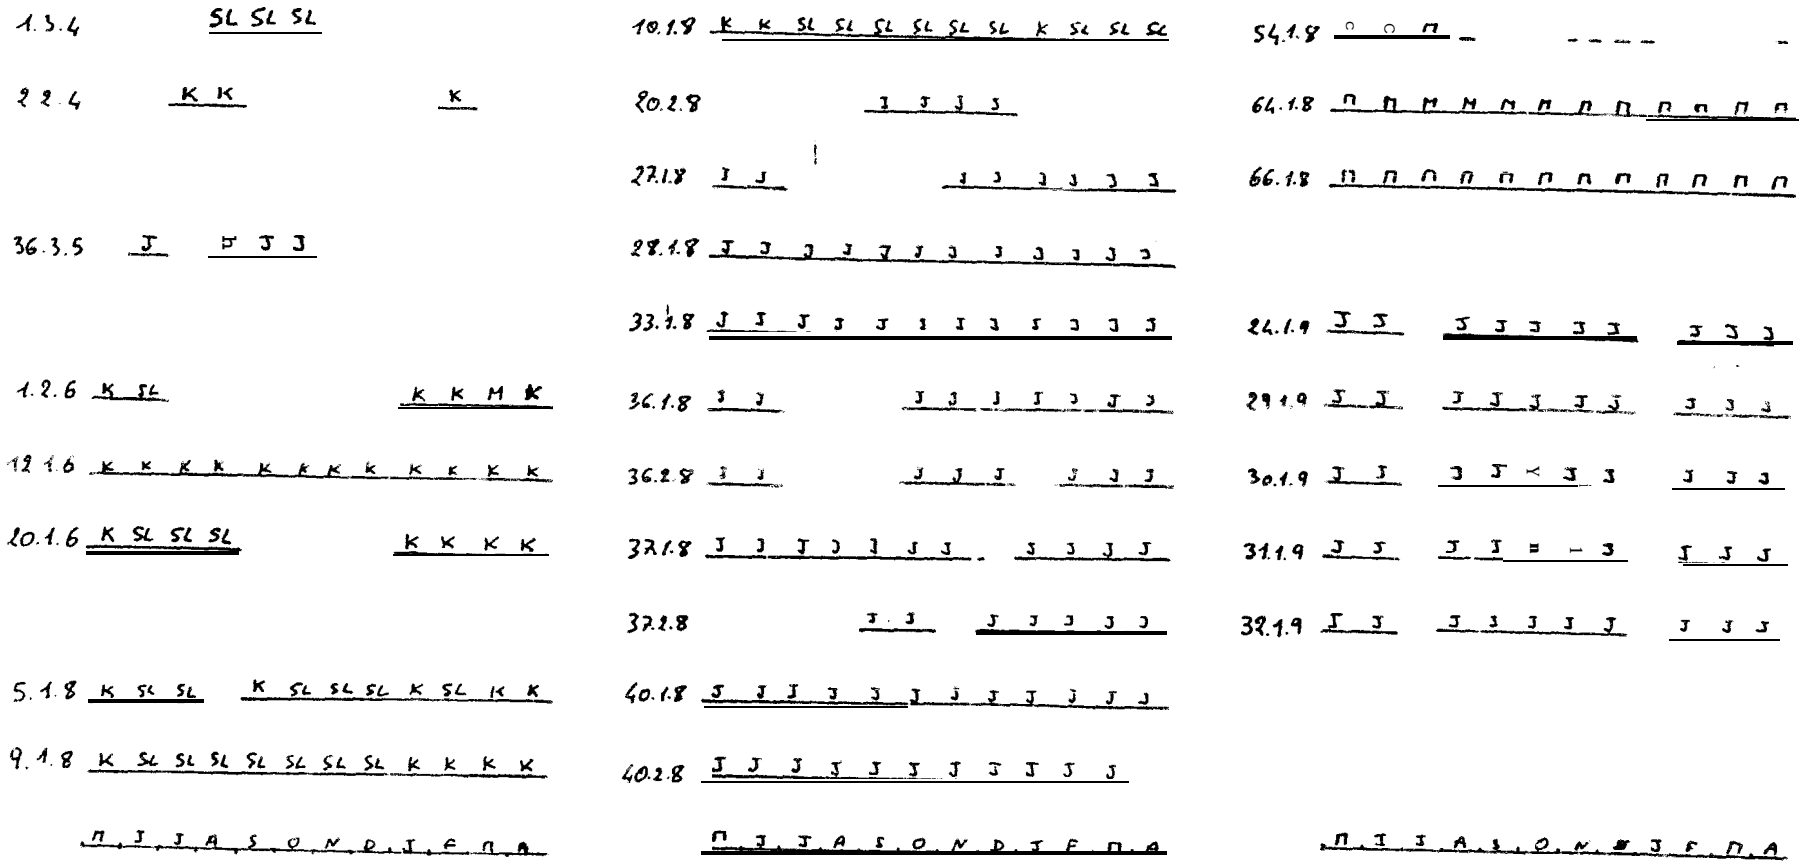 1.3.4 SL SL SL
2 2.4 K K K
36.3.5 J J J
1.2.6 K SL K K M K
12 1.6 K K K K K K K K K K K K
20.1.6 K SL SL SL K K K K
5.1.8 K SL SL K SL SL SL K SL K K
9.1.8 K SL SL SL SL SL SL SL K K K K
M J J A S O N D J F M A
10.1.8 K K SL SL SL SL SL SL K SL SL SL
20.2.8 J J J J
27.1.8 J J J J J J J J
28.1.8 J J J J J J J J J J J J
33.1.8 J J J J J J J J J J J J
36.1.8 J J J J J J J J J
36.2.8 J J J J J J J J
37.1.8 J J J J J J J J J J J
37.2.8 J J J J J J J
40.1.8 J J J J J J J J J J J J
40.2.8 J J J J J J J J J J J
M J J A S O N D J F M A
54.1.8 O O M
64.1.8 M M M M M M M M M M M M
66.1.8 M M M M M M M M M M M M
24.1.9 J J J J J J J J J J
29 1.9 J J J J J J J J J J
30.1.9 J J J J J J J J J
31.1.9 J J J J J J J J
32.1.9 J J J J J J J J J J
M J J A S O N J F M A